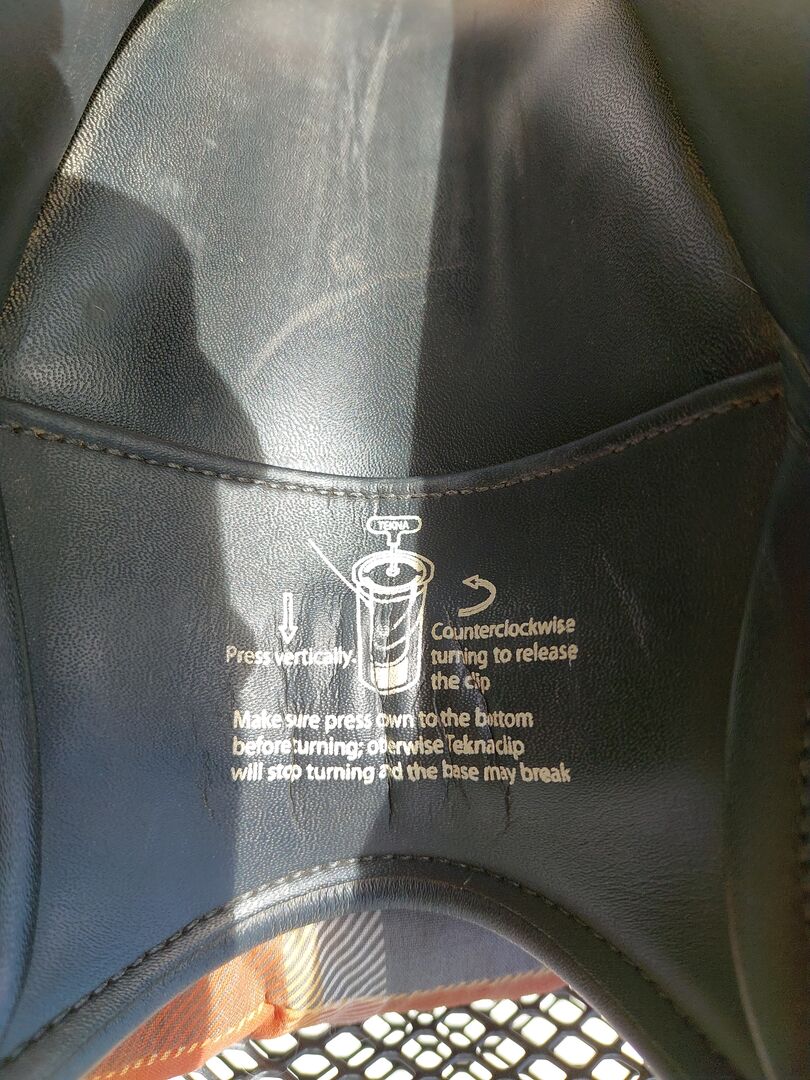 TEKNA
Press vertically.
Counterclockwise
turning to release
the clip
Make sure press own to the bottom
before turning; oterwise Teknaclip
will stop turning and the base may break